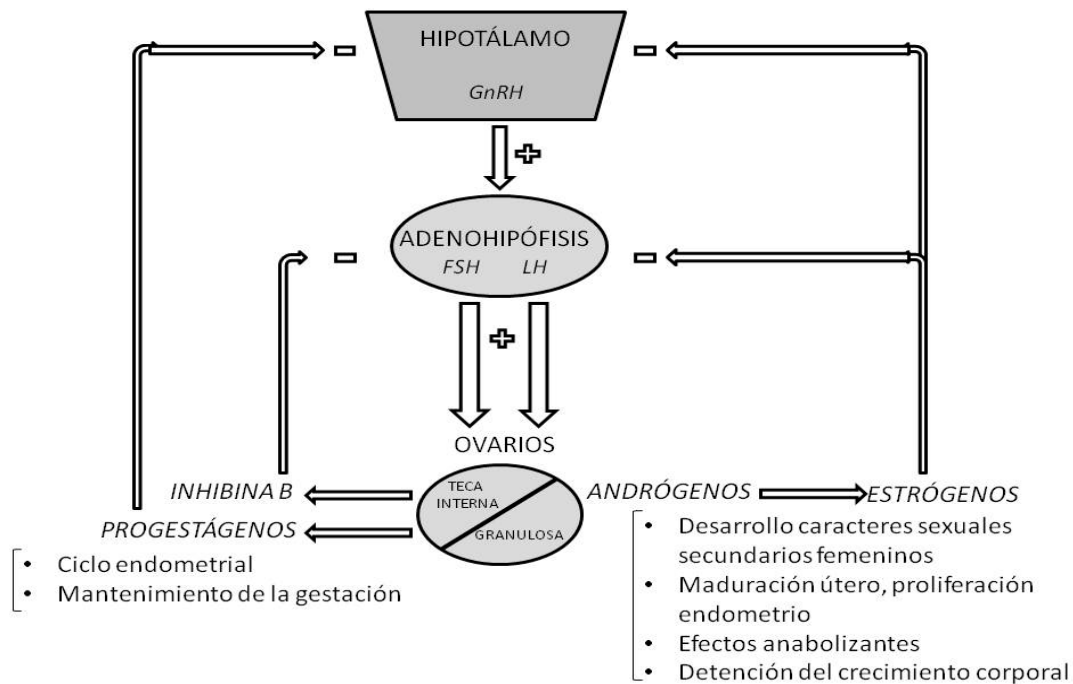 HIPOTÁLAMO
GnRH
ADENOHIPÓFISIS
FSH LH
OVARIOS
TECA
INTERNA
GRANULOSA
INHIBINA B
PROGESTÁGENOS
• Ciclo endometrial
• Mantenimiento de la gestación
ANDRÓGENOS
ESTRÓGENOS
• Desarrollo caracteres sexuales
secundarios femeninos
• Maduración útero, proliferación
endometrio
• Efectos anabolizantes
• Detención del crecimiento corporal